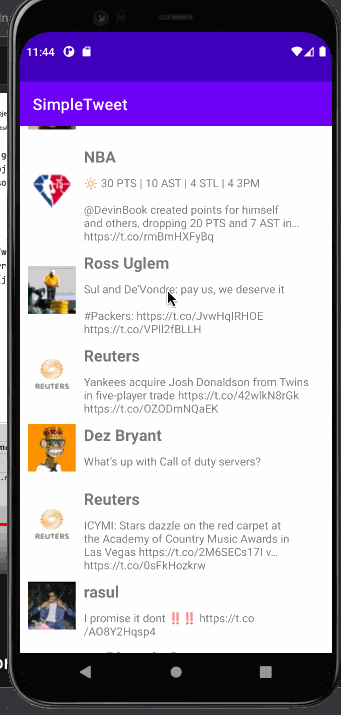 11:44
SimpleTweet
NBA
🔆 30 PTS | 10 AST | 4 STL | 4 3PM
@DevinBook created points for himself
and others, dropping 20 PTS and 7 AST in...
https://t.co/rmBmHXFyBq
Ross Uglem
Sul and De'Vondre: pay us, we deserve it
#Packers: https://t.co/JvwHqIRHOE
https://t.co/VPll2fBLLH
Reuters
REUTERS
Yankees acquire Josh Donaldson from Twins
in five-player trade https://t.co/42wlkN8rGk
https://t.co/OZODmNQaEK
Dez Bryant
What's up with Call of duty servers?
Reuters
REUTERS
ICYMI: Stars dazzle on the red carpet at
the Academy of Country Music Awards in
Las Vegas https://t.co/2M6SECs17I v...
https://t.co/0sFkHozkrw
rasul
I promise it dont ‼️‼️ https://t.co
/AO8Y2Hqsp4